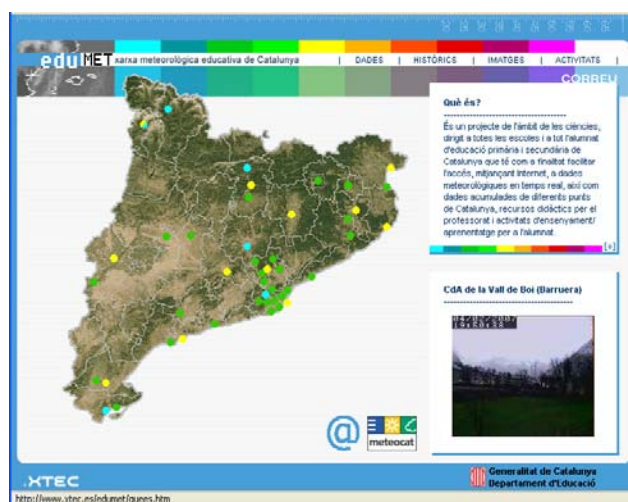 edumet xarxa meteorològica educativa de Catalunya | DADES | HISTÒRICS | IMATGES | ACTIVITATS
CORREU
Què és?
És un projecte de l'àmbit de les ciències,
dirigit a totes les escoles i a tot l'alumnat
d'educació primària i secundària de
Catalunya que té com a finalitat facilitar
l'accés, mitjançant Internet, a dades
meteorològiques en temps real, així com
dades acumulades de diferents punts
de Catalunya, recursos didàctics per el
professorat i activitats d'ensenyament/
aprenentatge per a l'alumnat.
[+]
CdA de la Vall de Boí (Barruera)
@ meteocat
XTEC
Generalitat de Catalunya
Departament d'Educació
http://www.xtec.es/edumet/quees.htm